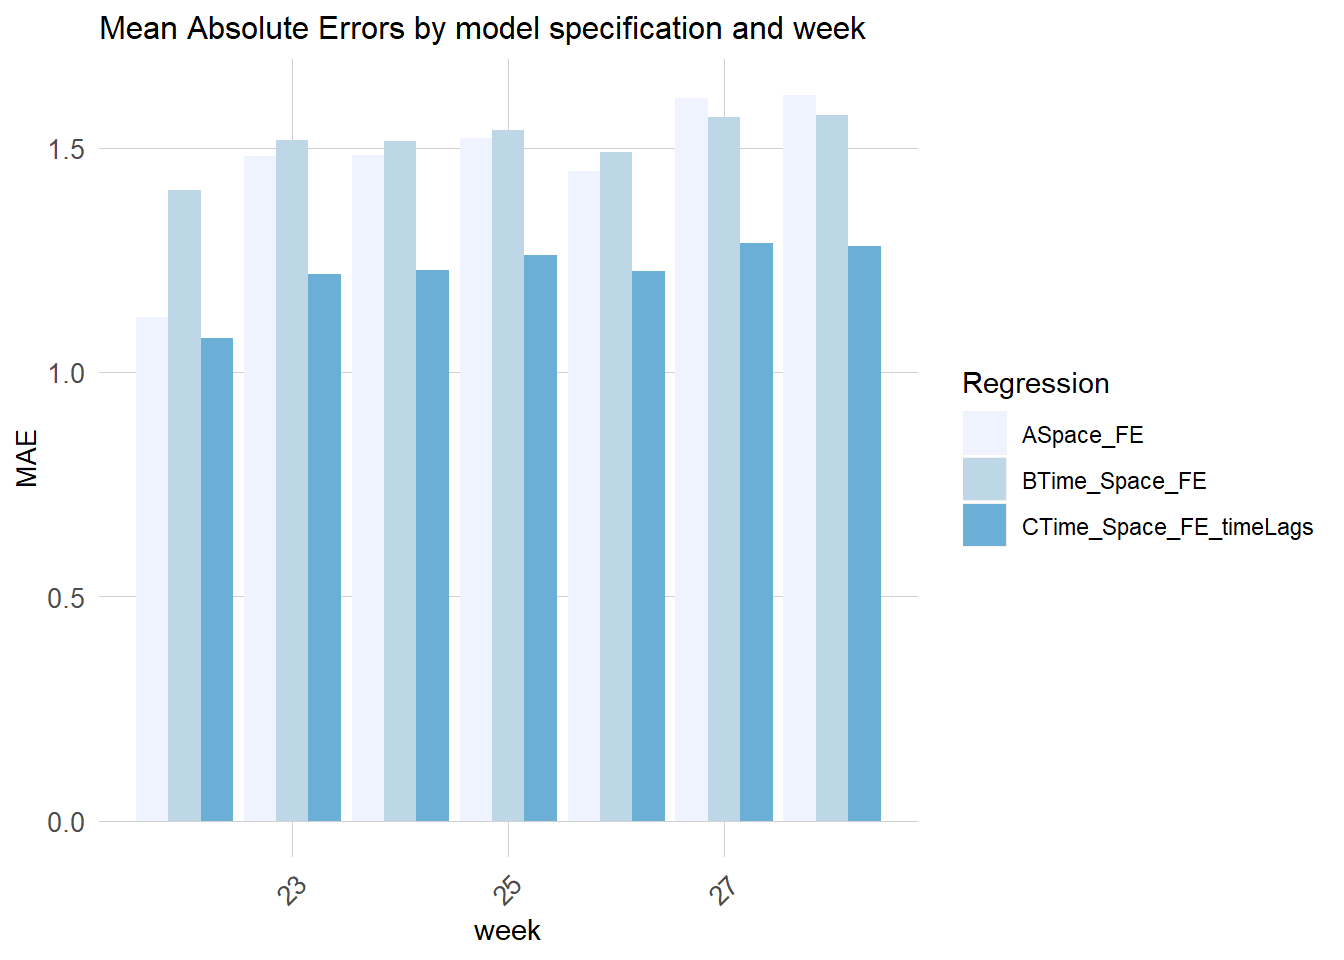 Mean Absolute Errors by model specification and week
1.5
1.0
0.5
0.0
MAE
23
25
27
week
Regression
ASpace_FE
BTime_Space_FE
CTime_Space_FE_timeLags